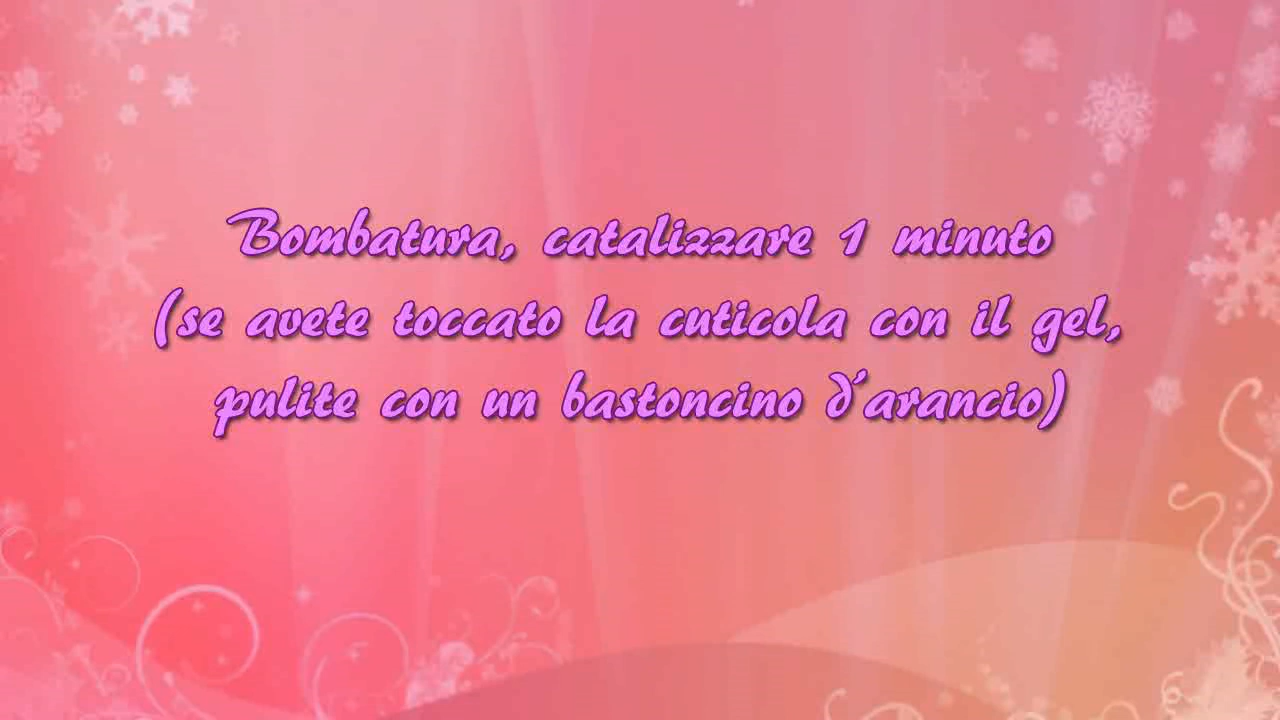 Bombatura, catalizzare 1 minuto
(se avete toccato la cuticola con il gel,
pulite con un bastoncino d'arancio)